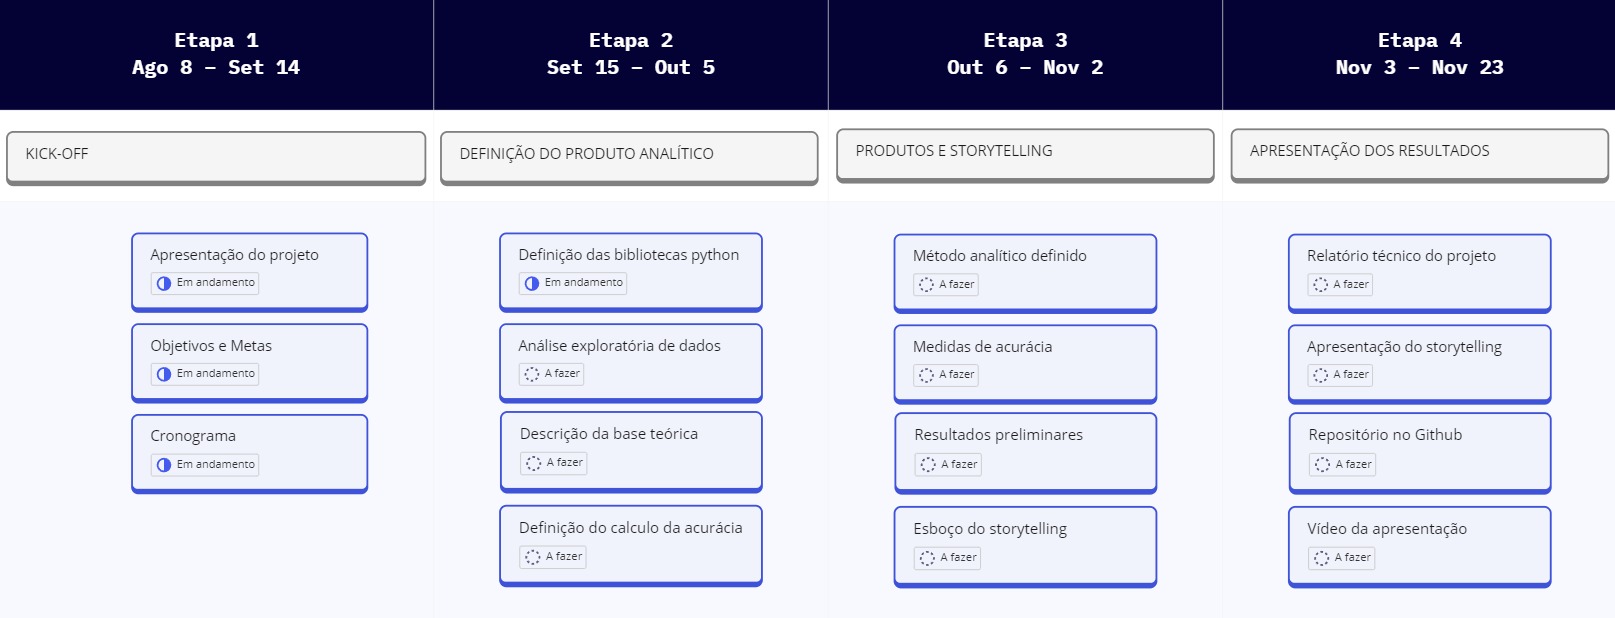 Etapa 1
Ago 8 – Set 14
Etapa 2
Set 15 – Out 5
Etapa 3
Out 6 – Nov 2
Etapa 4
Nov 3 – Nov 23
KICK-OFF
DEFINIÇÃO DO PRODUTO ANALÍTICO
PRODUTOS E STORYTELLING
APRESENTAÇÃO DOS RESULTADOS
Apresentação do projeto
Em andamento
Objetivos e Metas
Em andamento
Cronograma
Em andamento
Definição das bibliotecas python
Em andamento
Análise exploratória de dados
A fazer
Descrição da base teórica
A fazer
Definição do calculo da acurácia
A fazer
Método analítico definido
A fazer
Medidas de acurácia
A fazer
Resultados preliminares
A fazer
Esboço do storytelling
A fazer
Relatório técnico do projeto
A fazer
Apresentação do storytelling
A fazer
Repositório no Github
A fazer
Vídeo da apresentação
A fazer